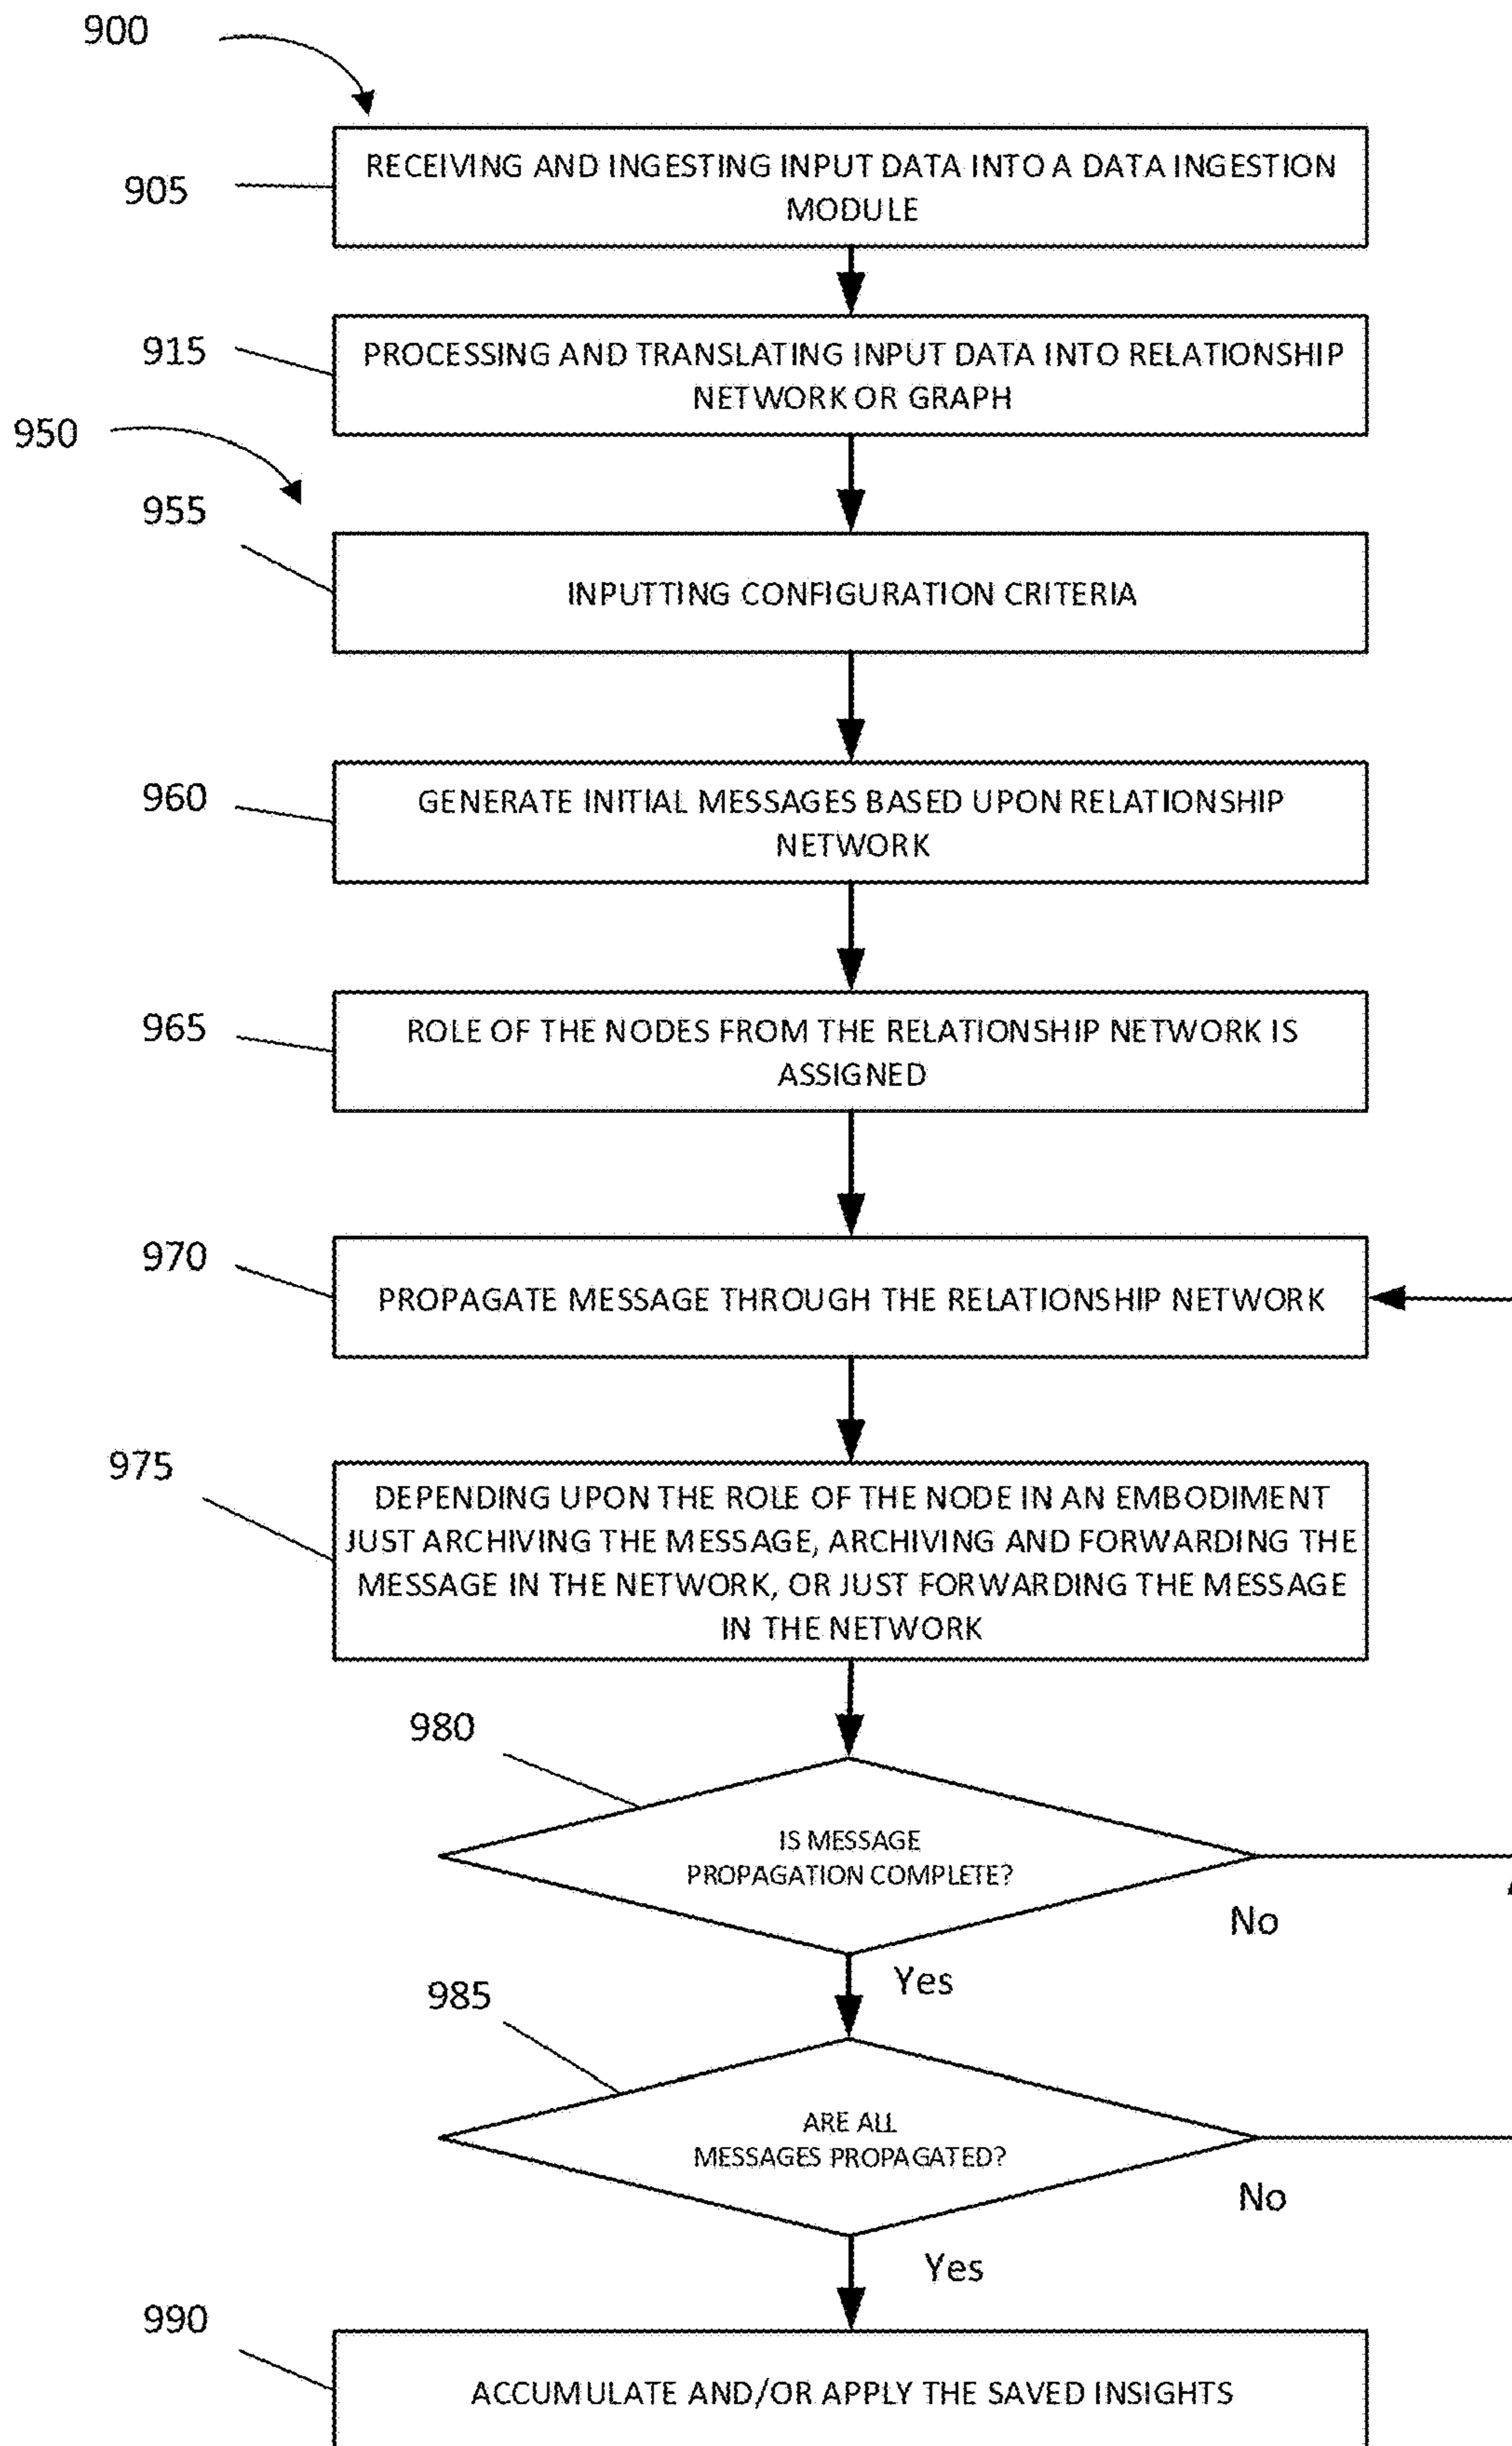 900
905
RECEIVING AND INGESTING INPUT DATA INTO A DATA INGESTION
MODULE
915
PROCESSING AND TRANSLATING INPUT DATA INTO RELATIONSHIP
NETWORK OR GRAPH
950
955
INPUTTING CONFIGURATION CRITERIA
960
GENERATE INITIAL MESSAGES BASED UPON RELATIONSHIP
NETWORK
965
ROLE OF THE NODES FROM THE RELATIONSHIP NETWORK IS
ASSIGNED
970
PROPAGATE MESSAGE THROUGH THE RELATIONSHIP NETWORK
975
DEPENDING UPON THE ROLE OF THE NODE IN AN EMBODIMENT
JUST ARCHIVING THE MESSAGE, ARCHIVING AND FORWARDING THE
MESSAGE IN THE NETWORK, OR JUST FORWARDING THE MESSAGE
IN THE NETWORK
980
IS MESSAGE
PROPAGATION COMPLETE?
No
Yes
985
ARE ALL
MESSAGES PROPAGATED?
No
Yes
990
ACCUMULATE AND/OR APPLY THE SAVED INSIGHTS